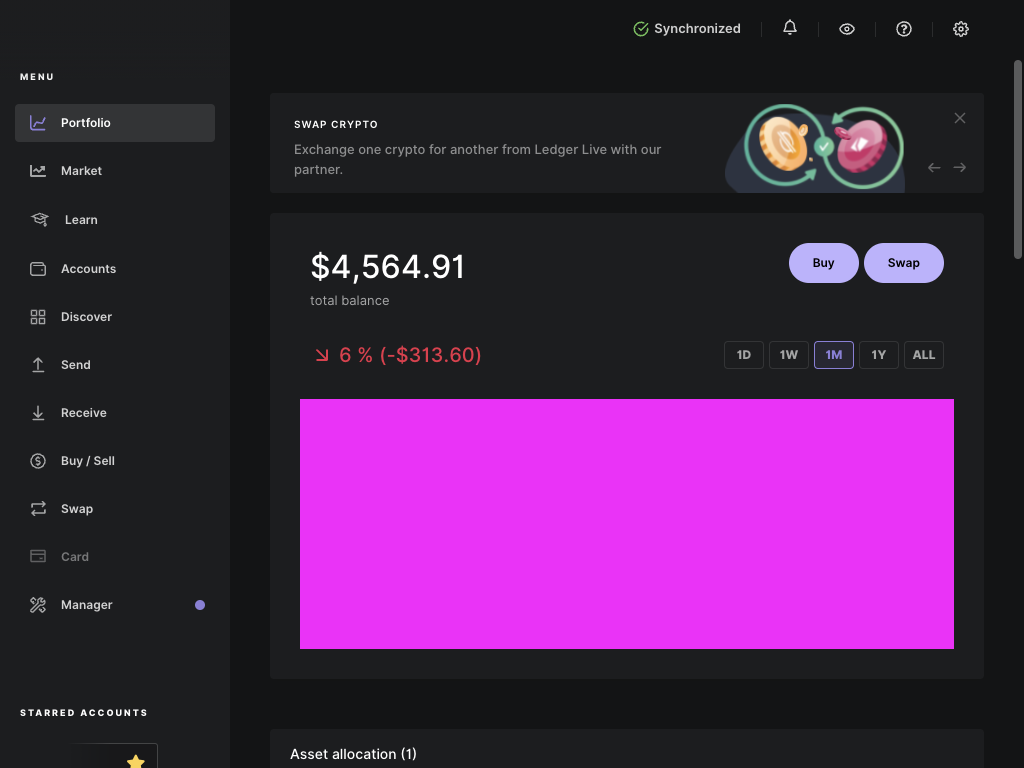 Synchronized
MENU
Portfolio
Market
Learn
Accounts
Discover
Send
Receive
Buy / Sell
Swap
Card
Manager
STARRED ACCOUNTS
SWAP CRYPTO
Exchange one crypto for another from Ledger Live with our
partner.
$4,564.91
total balance
Buy
Swap
6 % (-$313.60)
1D
1W
1M
1Y
ALL
Asset allocation (1)